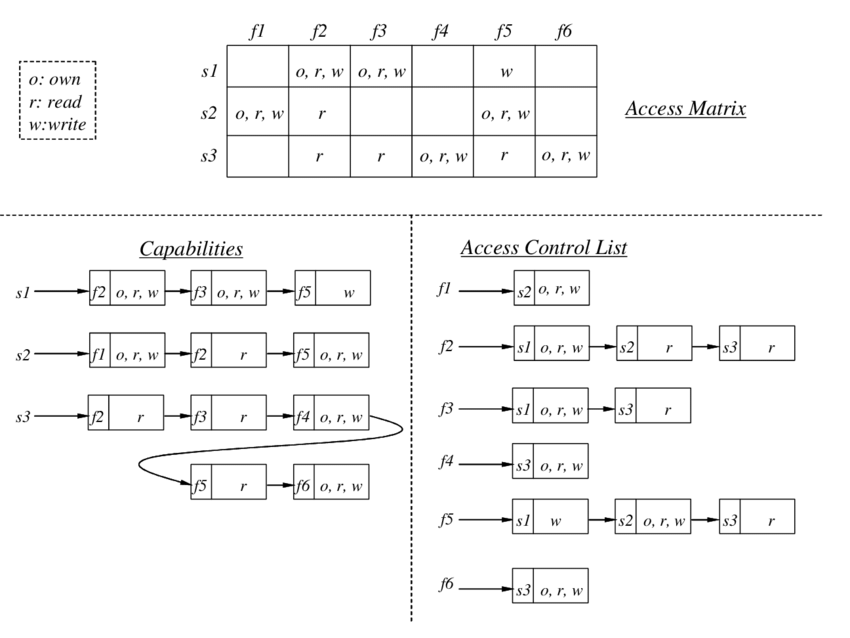 f1 f2 f3 f4 f5 f6
s1 o, r, w o, r, w w
o: own
r: read
w:write
s2 o, r, w r o, r, w
Access Matrix
s3 r r o, r, w r o, r, w
Capabilities
s1 f2 o, r, w f3 o, r, w f5 w
s2 f1 o, r, w f2 r f5 o, r, w
s3 f2 r f3 r f4 o, r, w
f5 r f6 o, r, w
Access Control List
f1 s2 o, r, w
f2 s1 o, r, w s2 r s3 r
f3 s1 o, r, w s3 r
f4 s3 o, r, w
f5 s1 w s2 o, r, w s3 r
f6 s3 o, r, w